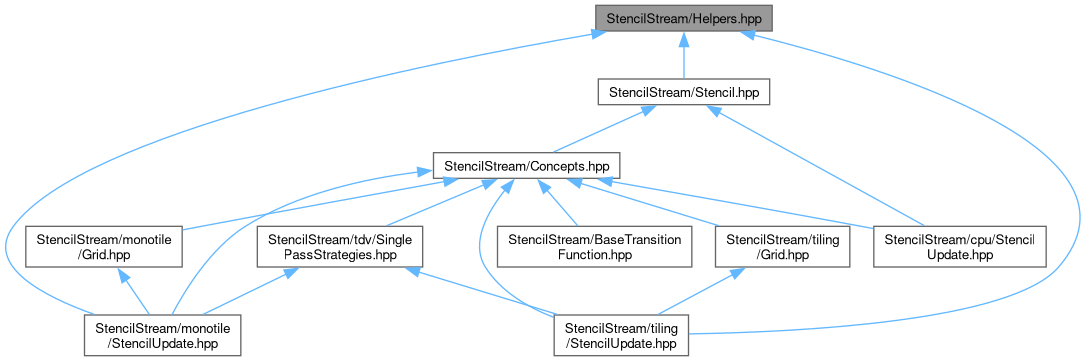 StencilStream/Helpers.hpp
StencilStream/Stencil.hpp
StencilStream/Concepts.hpp
StencilStream/monotile
/Grid.hpp
StencilStream/tdv/Single
PassStrategies.hpp
StencilStream/BaseTransition
Function.hpp
StencilStream/tiling
/Grid.hpp
StencilStream/cpu/Stencil
Update.hpp
StencilStream/monotile
/StencilUpdate.hpp
StencilStream/tiling
/StencilUpdate.hpp